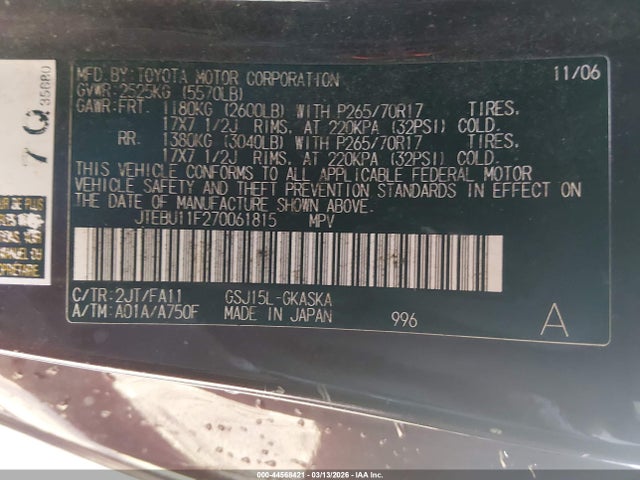 MFD. BY: TOYOTA MOTOR CORPORATION 11/06
GVWR: 2525KG (5570LB)
GAWR: FRT. 1180KG (2600LB) WITH P265/70R17 TIRES.
17X7 1/2J RIMS, AT 220KPA (32PSI) COLD.
RR. 1380KG (3040LB) WITH P265/70R17 TIRES.
17X7 1/2J RIMS, AT 220KPA (32PSI) COLD.
THIS VEHICLE CONFORMS TO ALL APPLICABLE FEDERAL MOTOR
VEHICLE SAFETY AND THEFT PREVENTION STANDARDS IN EFFECT ON
THE DATE OF MANUFACTURE SHOWN ABOVE.
JTEBU11F270061815 MPV
C/TR: 2JT/FA11 GSJ15L-GKASKA
A/TM: A01A/A750F MADE IN JAPAN 996 A
7 Q 35680
000-44568421 - 03/13/2026 - IAA Inc.